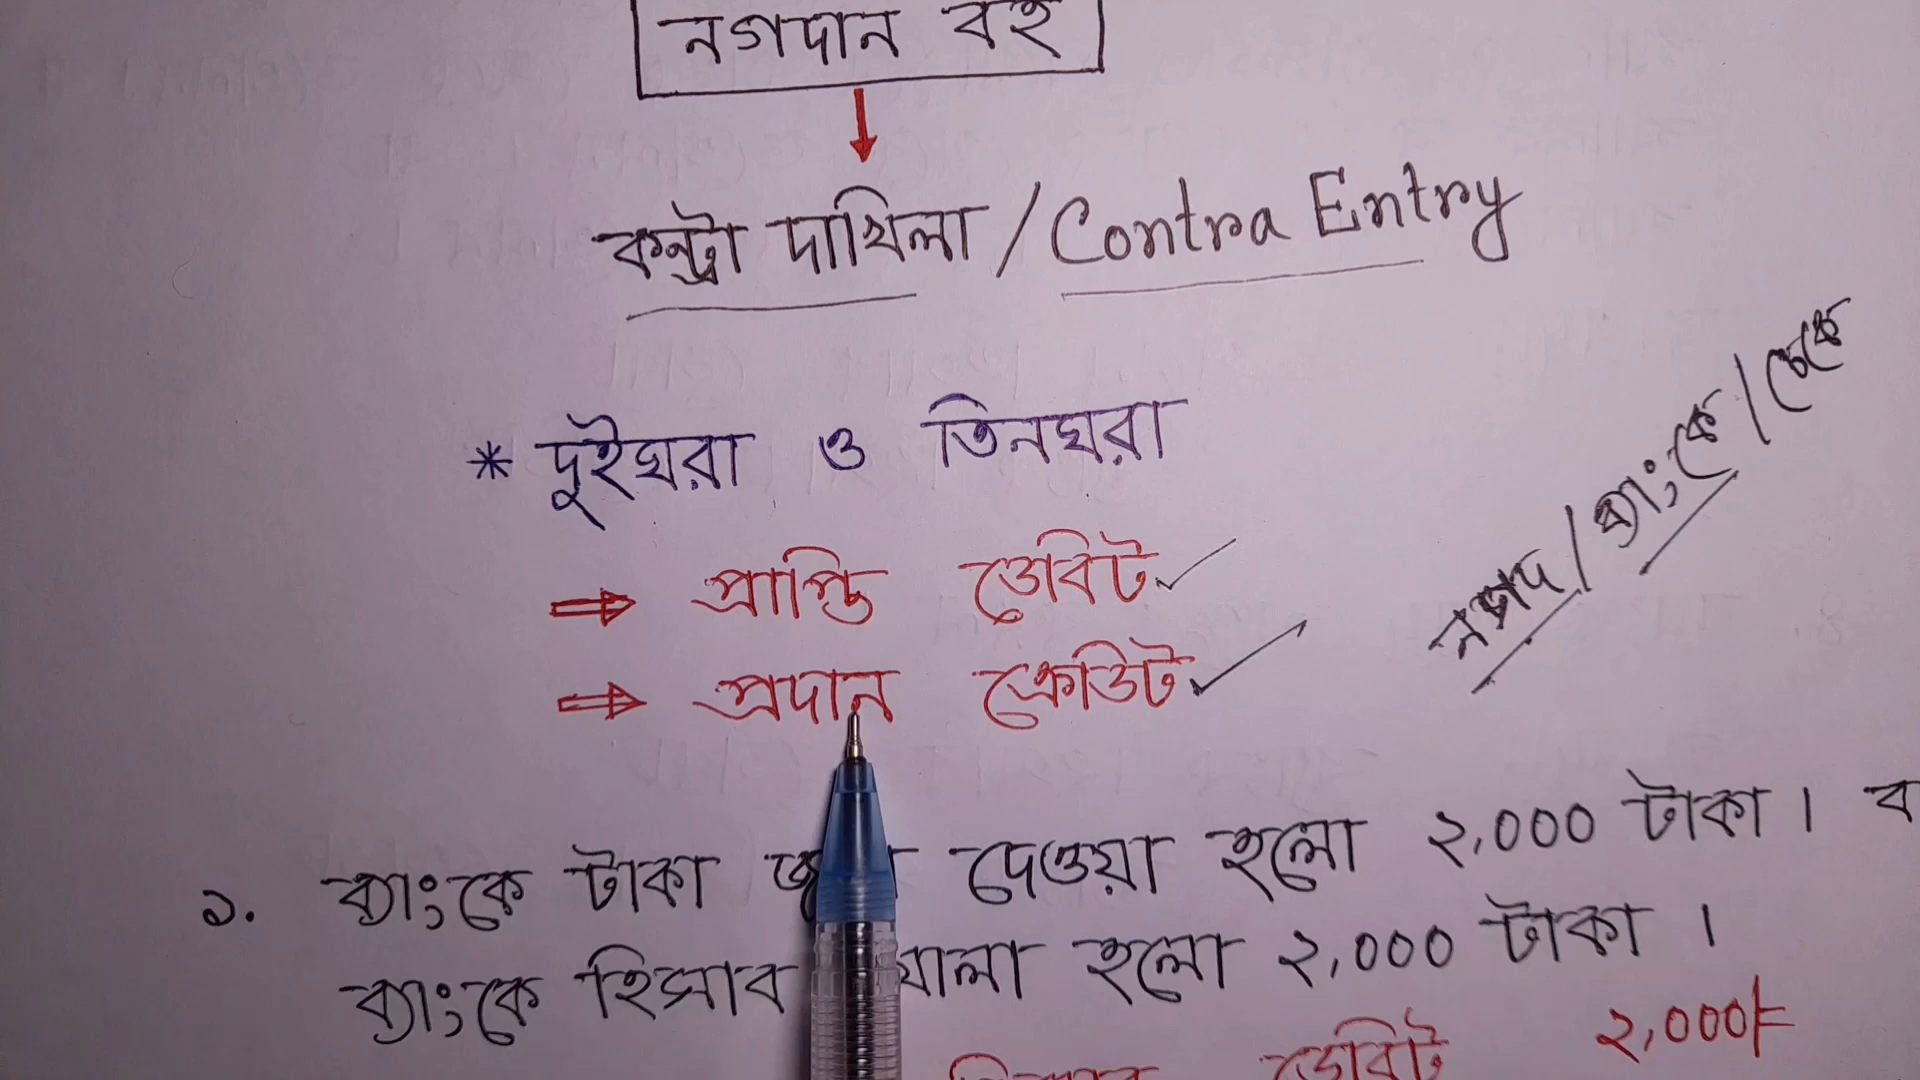 নগদান বই
কন্ট্রা দাখিলা / Contra Entry
* দুইঘরা ও তিনঘরা
⇒ প্রাপ্তি ডেবিট ✓
⇒ প্রদান ক্রেডিট ✓
নগদ / ব্যাংকে / চেকে
১. ব্যাংকে টাকা দেওয়া হলো ২,০০০ টাকা। ব
ব্যাংকে হিসাব হলো ২,০০০ টাকা।
হিসাব ডেবিট ২,০০০/=